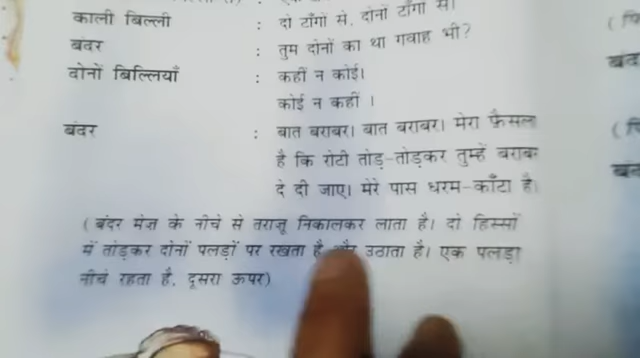 काली बिल्ली : दो टाँगों से, दोनों टाँगों से।
बंदर : तुम दोनों का था गवाह भी?
दोनों बिल्लियाँ : कहीं न कोई।
कोई न कहीं ।
बंदर : बात बराबर। बात बराबर। मेरा फ़ैसला
है कि रोटी तोड़-तोड़कर तुम्हें बराबर
दे दी जाए। मेरे पास धरम-काँटा है।
( बंदर मेज़ के नीचे से तराज़ू निकालकर लाता है। दो हिस्सों
में तोड़कर दोनों पलड़ों पर रखता है और उठाता है। एक पलड़ा
नीचे रहता है, दूसरा ऊपर)